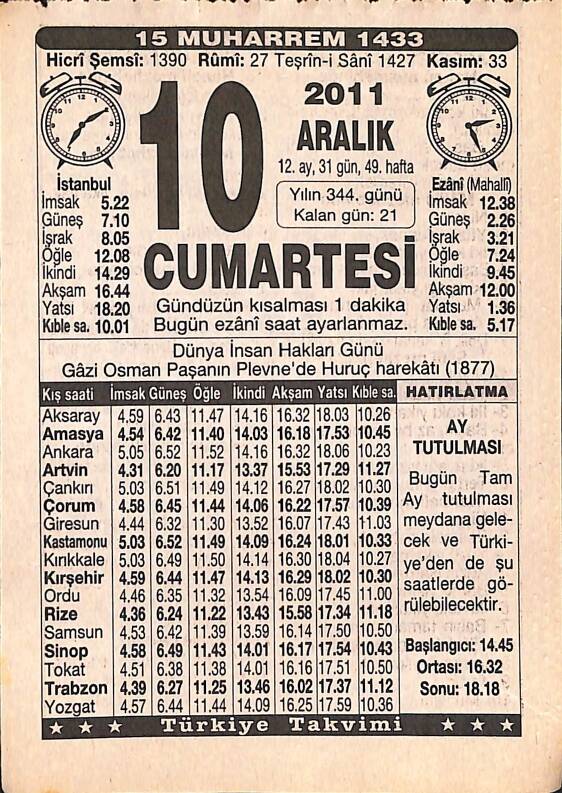 15 MUHARREM 1433
Hicrî Şemsî: 1390 Rûmî: 27 Teşrîn-i Sânî 1427 Kasım: 33
10
2011
ARALIK
12. ay, 31 gün, 49. hafta
Yılın 344. günü
Kalan gün: 21
CUMARTESİ
Gündüzün kısalması 1 dakika
Bugün ezânî saat ayarlanmaz.
İstanbul
İmsak 5.22
Güneş 7.10
İşrak 8.05
Öğle 12.08
İkindi 14.29
Akşam 16.44
Yatsı 18.20
Kıble sa. 10.01
Ezânî (Mahallî)
İmsak 12.38
Güneş 2.26
İşrak 3.21
Öğle 7.24
İkindi 9.45
Akşam 12.00
Yatsı 1.36
Kıble sa. 5.17
Dünya İnsan Hakları Günü
Gâzi Osman Paşanın Plevne'de Huruç harekâtı (1877)
Kış saati İmsak Güneş Öğle İkindi Akşam Yatsı Kıble sa.
Aksaray 4.59 6.43 11.47 14.16 16.32 18.03 10.26
Amasya 4.54 6.42 11.40 14.03 16.18 17.53 10.45
Ankara 5.05 6.52 11.52 14.16 16.32 18.06 10.23
Artvin 4.31 6.20 11.17 13.37 15.53 17.29 11.27
Çankırı 5.03 6.51 11.49 14.12 16.27 18.02 10.30
Çorum 4.58 6.45 11.44 14.06 16.22 17.57 10.39
Giresun 4.44 6.32 11.30 13.52 16.07 17.43 11.03
Kastamonu 5.03 6.52 11.49 14.09 16.24 18.01 10.33
Kırıkkale 5.03 6.49 11.50 14.14 16.30 18.04 10.27
Kırşehir 4.59 6.44 11.47 14.13 16.29 18.02 10.30
Ordu 4.46 6.35 11.32 13.54 16.09 17.45 11.00
Rize 4.36 6.24 11.22 13.43 15.58 17.34 11.18
Samsun 4.53 6.42 11.39 13.59 16.14 17.50 10.50
Sinop 4.58 6.49 11.43 14.01 16.17 17.54 10.43
Tokat 4.51 6.38 11.38 14.01 16.16 17.51 10.50
Trabzon 4.39 6.27 11.25 13.46 16.02 17.37 11.12
Yozgat 4.57 6.44 11.44 14.09 16.25 17.59 10.36
HATIRLATMA
AY
TUTULMASI
Bugün Tam
Ay tutulması
meydana gele-
cek ve Türki-
ye'den de şu
saatlerde gö-
rülebilecektir.
Başlangıcı: 14.45
Ortası: 16.32
Sonu: 18.18
Türkiye Takvimi